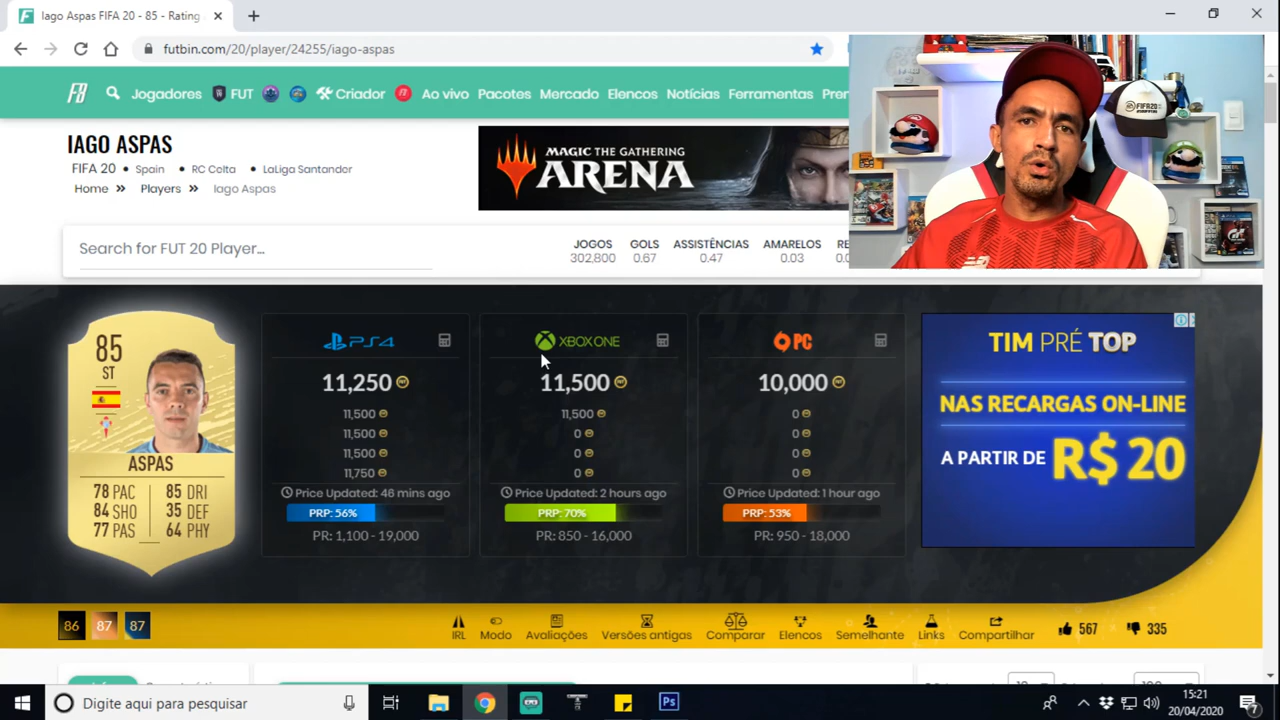 Iago Aspas FIFA 20 - 85 - Rating
futbin.com/20/player/24255/iago-aspas
Jogadores FUT Criador Ao vivo Pacotes Mercado Elencos Notícias Ferramentas
IAGO ASPAS
FIFA 20 • Spain • RC Celta • LaLiga Santander
Home » Players » Iago Aspas
MAGIC THE GATHERING
ARENA
Search for FUT 20 Player...
JOGOS GOLS ASSISTÊNCIAS AMARELOS
302,800 0.67 0.47 0.03
85
ST
ASPAS
78 PAC 85 DRI
84 SHO 35 DEF
77 PAS 64 PHY
PS4
11,250
11,500
11,500
11,500
11,750
Price Updated: 46 mins ago
PRP: 56%
PR: 1,100 - 19,000
XBOX ONE
11,500
11,500
0
0
0
Price Updated: 2 hours ago
PRP: 70%
PR: 850 - 16,000
PC
10,000
0
0
0
0
Price Updated: 1 hour ago
PRP: 53%
PR: 950 - 18,000
TIM PRÉ TOP
NAS RECARGAS ON-LINE
A PARTIR DE R$ 20
86 87 87
IRL Modo Avaliações Versões antigas Comparar Elencos Semelhante Links Compartilhar 567 335
Digite aqui para pesquisar
Ps
15:21
20/04/2020
7